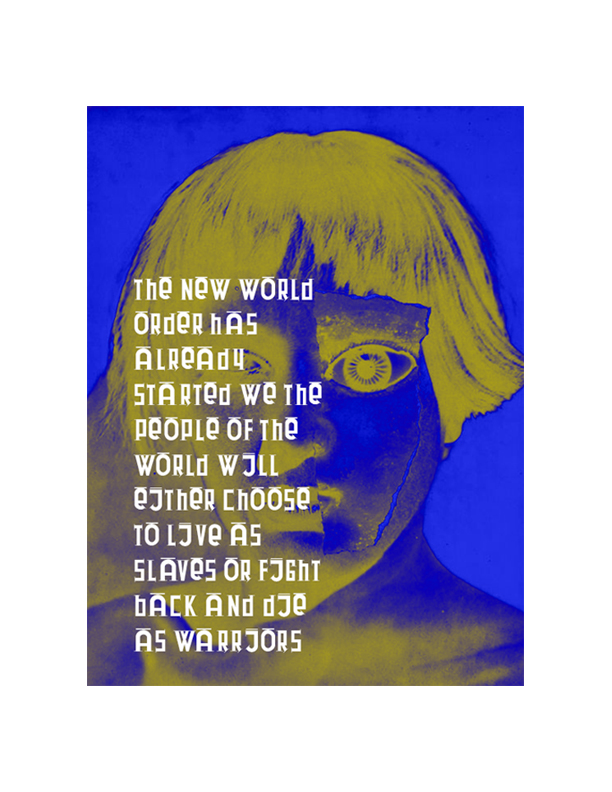 The NeW WORLd
ORdeR hAS
ALReAdY
STARTed We The
PeOPLe OF The
WORLd WiLL
eiTHeR ChOOSe
TO LiVe AS
SLAVeS OR FiGhT
bACK ANd diE
AS WARRiORS